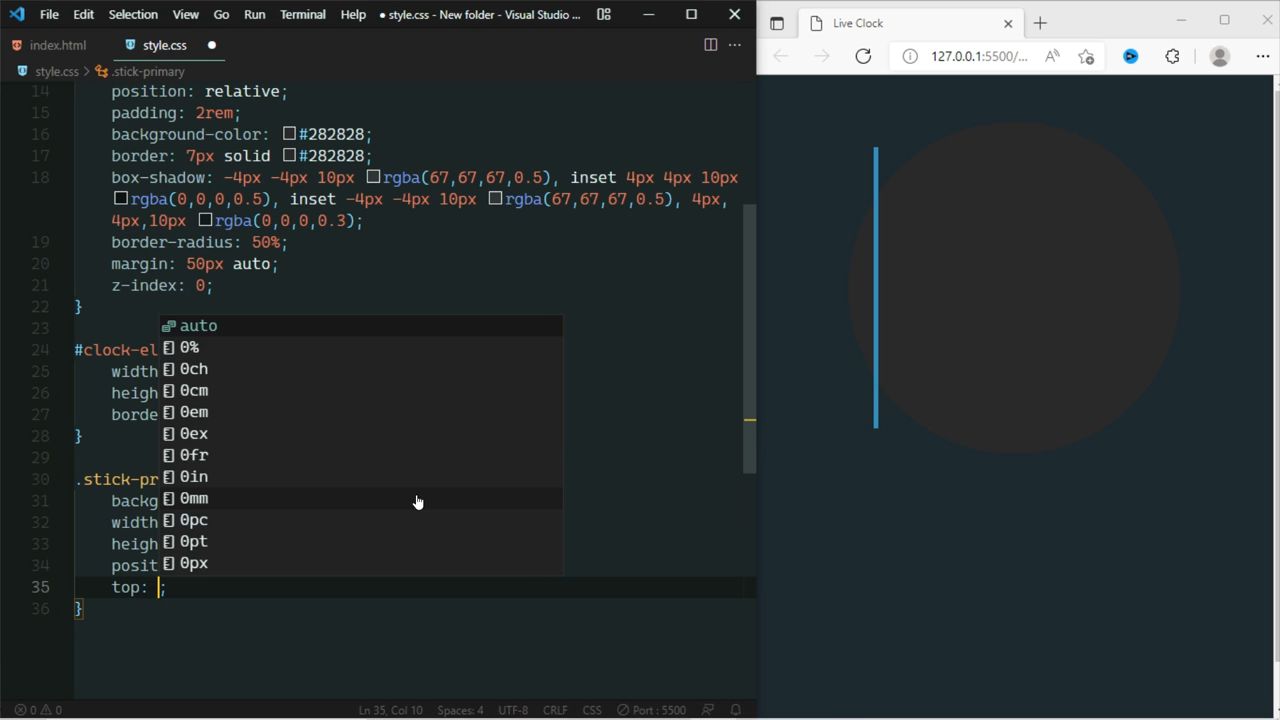 File Edit Selection View Go Run Terminal Help ● style.css - New folder - Visual Studio ...
index.html style.css ●
style.css > .stick-primary
14 position: relative;
15 padding: 2rem;
16 background-color: #282828;
17 border: 7px solid #282828;
18 box-shadow: -4px -4px 10px rgba(67,67,67,0.5), inset 4px 4px 10px
rgba(0,0,0,0.5), inset -4px -4px 10px rgba(67,67,67,0.5), 4px,
4px,10px rgba(0,0,0,0.3);
19 border-radius: 50%;
20 margin: 50px auto;
21 z-index: 0;
22 }
23
24 #clock-el
25 width
26 heigh
27 borde
28 }
29
30 .stick-pr
31 backg
32 width
33 heigh
34 posit
35 top: ;
36 }
auto
0%
0ch
0cm
0em
0ex
0fr
0in
0mm
0pc
0pt
0px
0 0 Ln 35, Col 10 Spaces: 4 UTF-8 CRLF CSS Port : 5500
Live Clock
127.0.0.1:5500/...